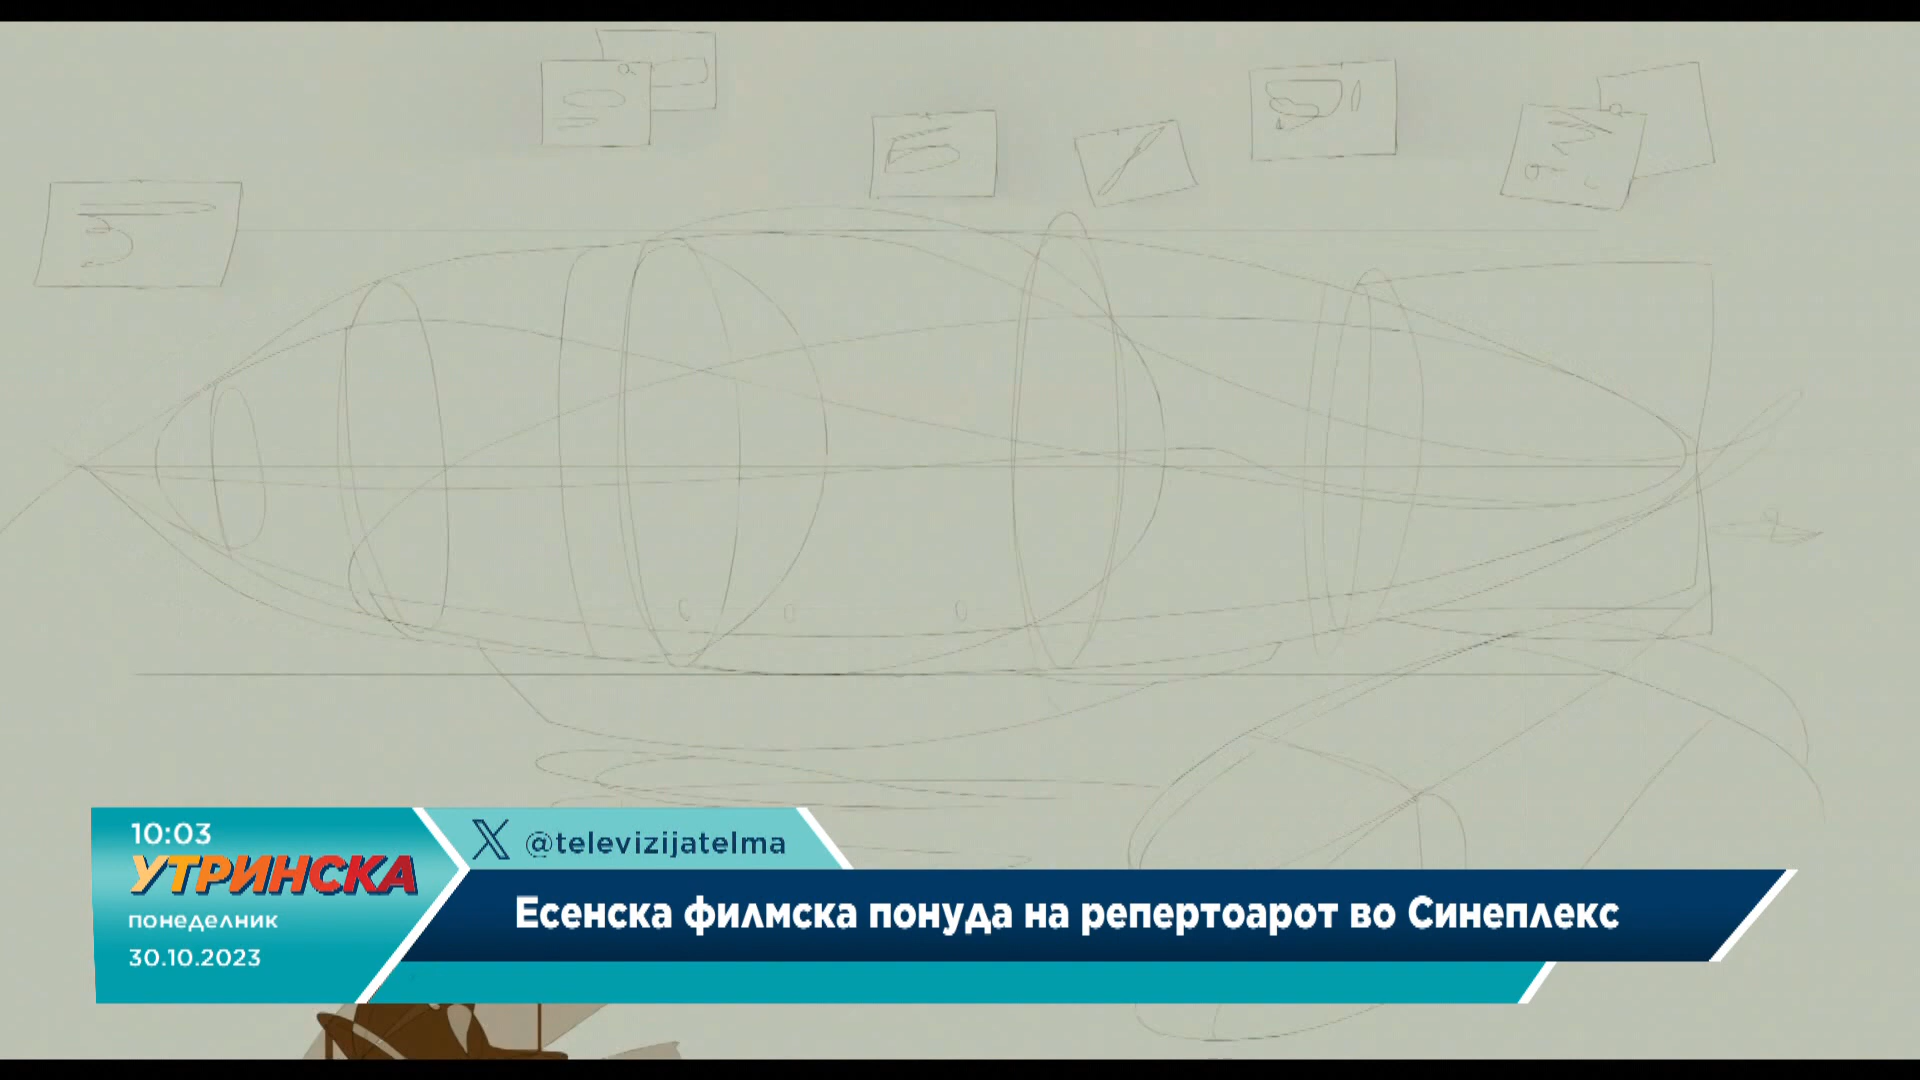 10:03
УТРИНСКА
понеделник
30.10.2023
@televizijatelma
Есенска филмска понуда на репертоарот во Синеплекс